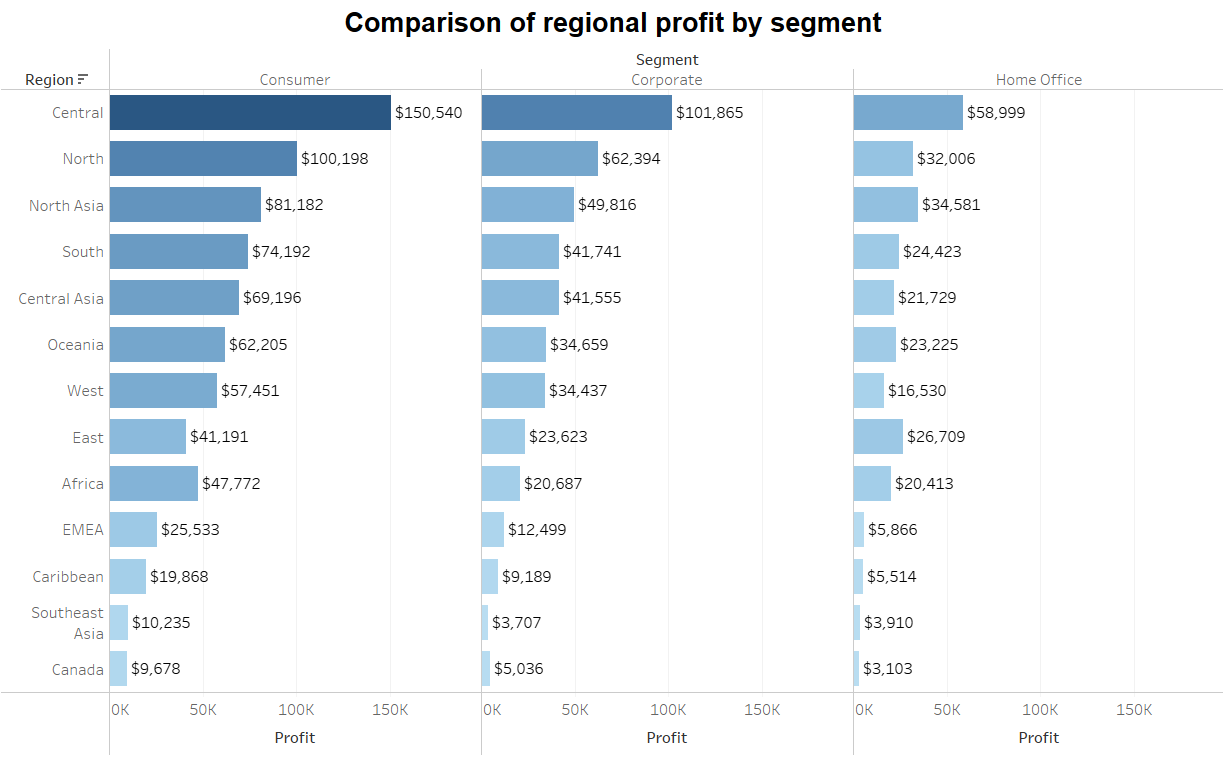 Comparison of regional profit by segment
Segment
Region Consumer Corporate Home Office
Central $150,540 $101,865 $58,999
North $100,198 $62,394 $32,006
North Asia $81,182 $49,816 $34,581
South $74,192 $41,741 $24,423
Central Asia $69,196 $41,555 $21,729
Oceania $62,205 $34,659 $23,225
West $57,451 $34,437 $16,530
East $41,191 $23,623 $26,709
Africa $47,772 $20,687 $20,413
EMEA $25,533 $12,499 $5,866
Caribbean $19,868 $9,189 $5,514
Southeast
Asia $10,235 $3,707 $3,910
Canada $9,678 $5,036 $3,103
0K 50K 100K 150K 0K 50K 100K 150K 0K 50K 100K 150K
Profit Profit Profit